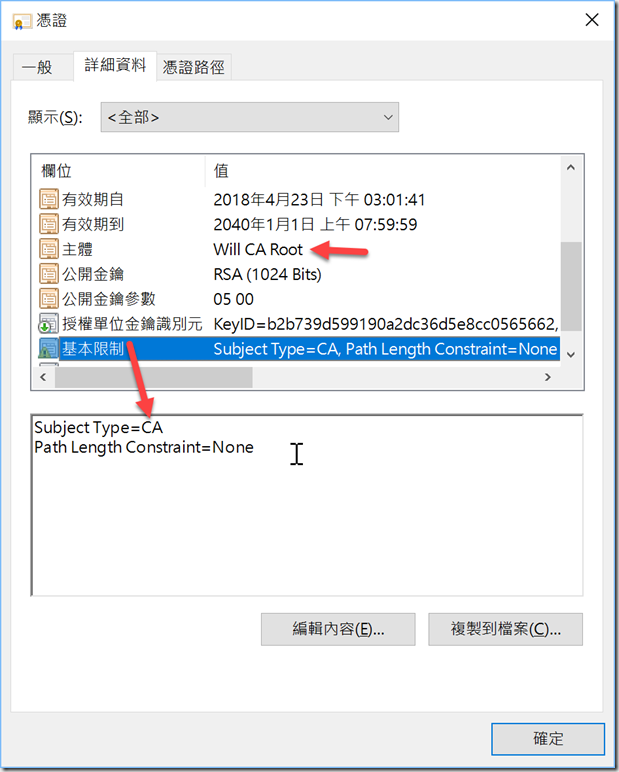 憑證
一般 詳細資料 憑證路徑
顯示(S): <全部>
欄位 值
有效期自 2018年4月23日 下午 03:01:41
有效期到 2040年1月1日 上午 07:59:59
主體 Will CA Root
公開金鑰 RSA (1024 Bits)
公開金鑰參數 05 00
授權單位金鑰識別元 KeyID=b2b739d599190a2dc36d5e8cc0565662,
基本限制 Subject Type=CA, Path Length Constraint=None
Subject Type=CA
Path Length Constraint=None
編輯內容(E)... 複製到檔案(C)...
確定